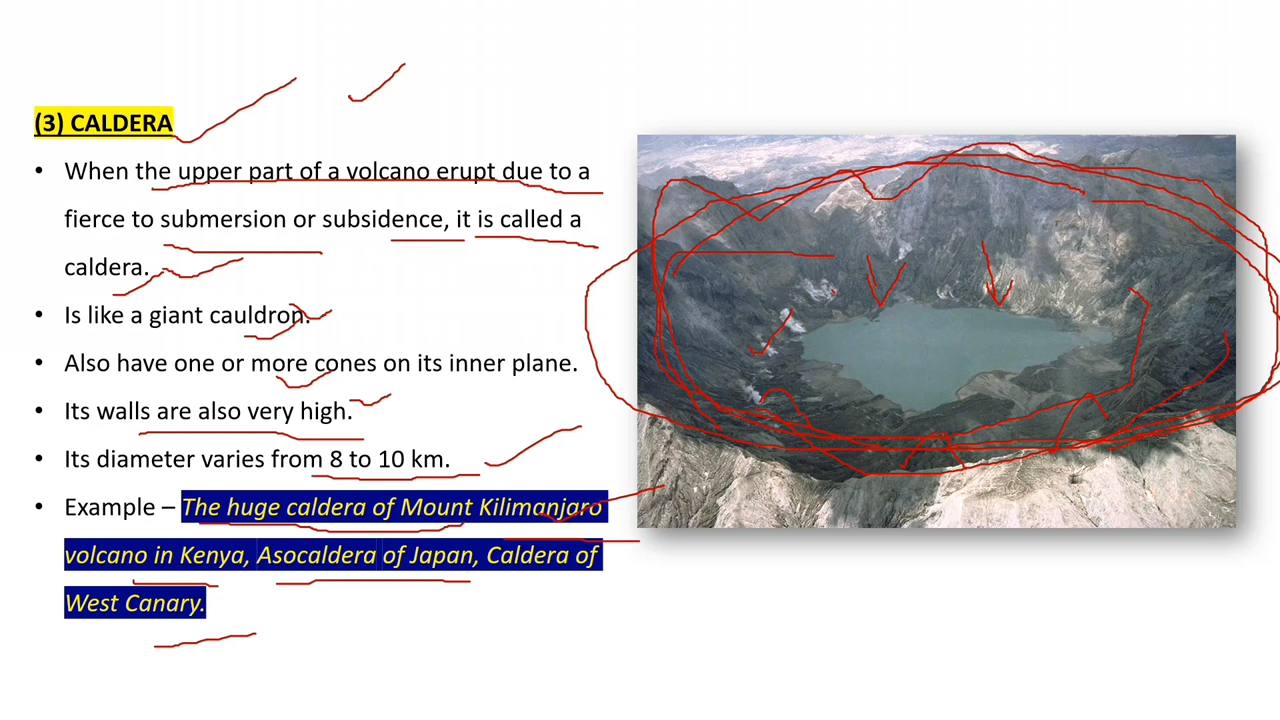 (3) CALDERA
• When the upper part of a volcano erupt due to a
fierce to submersion or subsidence, it is called a
caldera.
• Is like a giant cauldron.
• Also have one or more cones on its inner plane.
• Its walls are also very high.
• Its diameter varies from 8 to 10 km.
• Example – The huge caldera of Mount Kilimanjaro
volcano in Kenya, Asocaldera of Japan, Caldera of
West Canary.